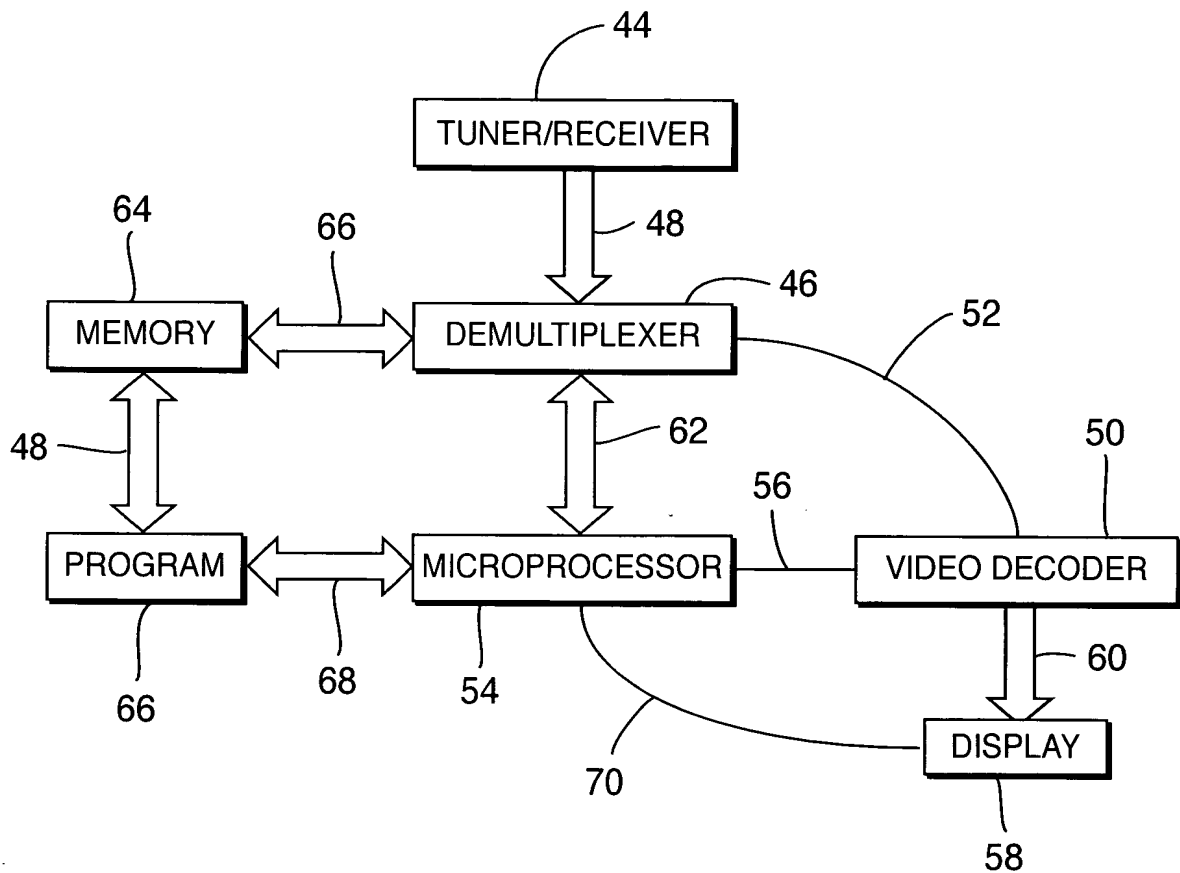 44
TUNER/RECEIVER
48
64
66
46
MEMORY
DEMULTIPLEXER
52
48
62
50
56
PROGRAM
MICROPROCESSOR
VIDEO DECODER
66
68
54
60
70
DISPLAY
58